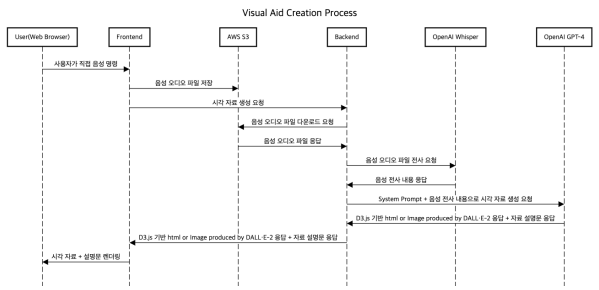 Visual Aid Creation Process
User(Web Browser)
Frontend
AWS S3
Backend
OpenAI Whisper
OpenAI GPT-4
사용자가 직접 음성 명령
음성 오디오 파일 저장
시각 자료 생성 요청
음성 오디오 파일 다운로드 요청
음성 오디오 파일 응답
음성 오디오 파일 전사 요청
음성 전사 내용 응답
System Prompt + 음성 전사 내용으로 시각 자료 생성 요청
D3.js 기반 html or Image produced by DALL·E-2 응답 + 자료 설명문 응답
D3.js 기반 html or Image produced by DALL·E-2 응답 + 자료 설명문 응답
시각 자료 + 설명문 렌더링